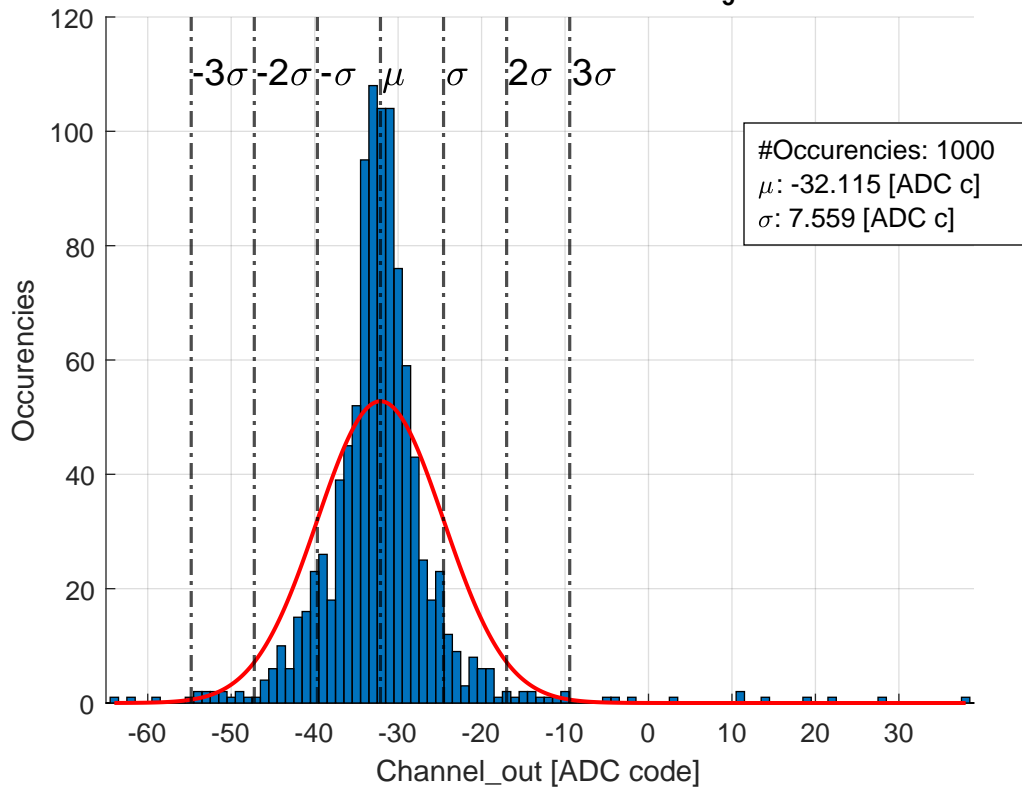 120
-3σ -2σ -σ μ σ 2σ 3σ
100
#Occurencies: 1000
μ: -32.115 [ADC c]
σ: 7.559 [ADC c]
80
Occurencies
60
40
20
0
-60 -50 -40 -30 -20 -10 0 10 20 30
Channel_out [ADC code]